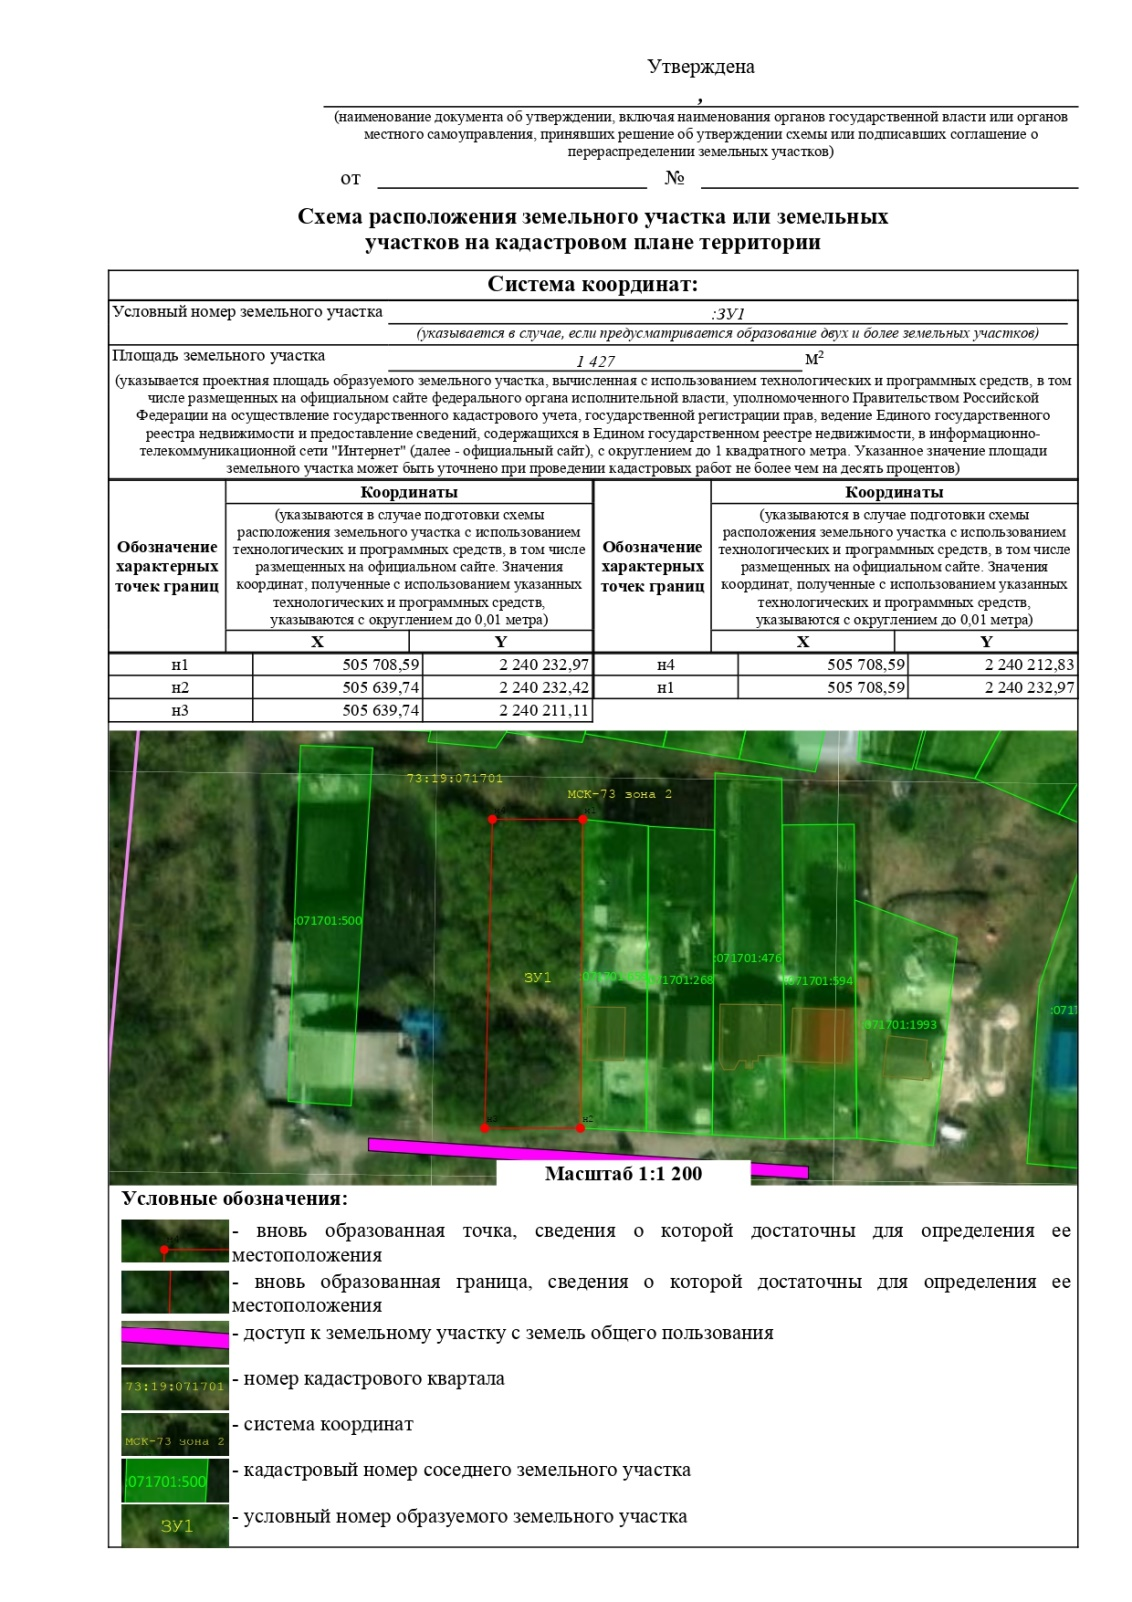 Утверждена
,
(наименование документа об утверждении, включая наименования органов государственной власти или органов
местного самоуправления, принявших решение об утверждении схемы или подписавших соглашение о
перераспределении земельных участков)
от № 
Схема расположения земельного участка или земельных
участков на кадастровом плане территории
Система координат:
Условный номер земельного участка :ЗУ1
(указывается в случае, если предусматривается образование двух и более земельных участков)
Площадь земельного участка 1 427 м²
(указывается проектная площадь образуемого земельного участка, вычисленная с использованием технологических и программных средств, в том
числе размещенных на официальном сайте федерального органа исполнительной власти, уполномоченного Правительством Российской
Федерации на осуществление государственного кадастрового учета, государственной регистрации прав, ведение Единого государственного
реестра недвижимости и предоставление сведений, содержащихся в Едином государственном реестре недвижимости, в информационно-
телекоммуникационной сети "Интернет" (далее - официальный сайт), с округлением до 1 квадратного метра. Указанное значение площади
земельного участка может быть уточнено при проведении кадастровых работ не более чем на десять процентов)
Обозначение
характерных
точек границ
Координаты
(указываются в случае подготовки схемы
расположения земельного участка с использованием
технологических и программных средств, в том числе
размещенных на официальном сайте. Значения
координат, полученные с использованием указанных
технологических и программных средств,
указываются с округлением до 0,01 метра)
X Y
Обозначение
характерных
точек границ
Координаты
(указываются в случае подготовки схемы
расположения земельного участка с использованием
технологических и программных средств, в том числе
размещенных на официальном сайте. Значения
координат, полученные с использованием указанных
технологических и программных средств,
указываются с округлением до 0,01 метра)
X Y
н1 505 708,59 2 240 232,97 н4 505 708,59 2 240 212,83
н2 505 639,74 2 240 232,42 н1 505 708,59 2 240 232,97
н3 505 639,74 2 240 211,11
73:19:071701
МСК-73 зона 2
:071701:500
:071701:476
ЗУ1
71701:268
:071701:594
071701:1993
:0717
н2
Масштаб 1:1 200
Условные обозначения:
- вновь образованная точка, сведения о которой достаточны для определения ее
местоположения
- вновь образованная граница, сведения о которой достаточны для определения ее
местоположения
- доступ к земельному участку с земель общего пользования
73:19:071701 - номер кадастрового квартала
МСК-73 зона 2 - система координат
:071701:500 - кадастровый номер соседнего земельного участка
ЗУ1 - условный номер образуемого земельного участка